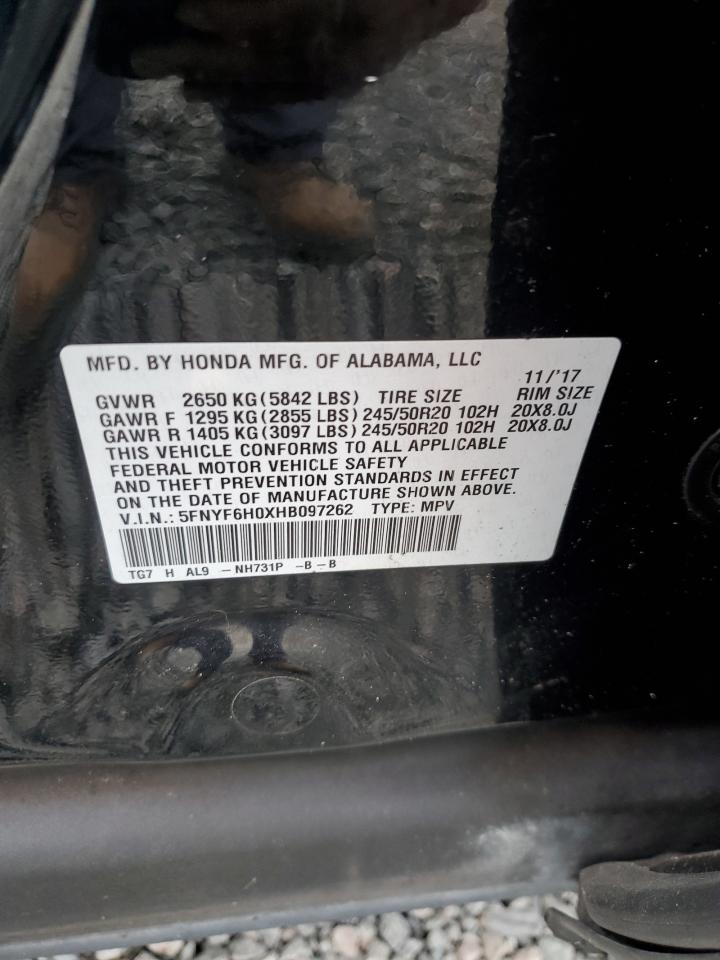 MFD. BY HONDA MFG. OF ALABAMA, LLC 11/'17
GVWR 2650 KG (5842 LBS) TIRE SIZE RIM SIZE
GAWR F 1295 KG (2855 LBS) 245/50R20 102H 20X8.0J
GAWR R 1405 KG (3097 LBS) 245/50R20 102H 20X8.0J
THIS VEHICLE CONFORMS TO ALL APPLICABLE
FEDERAL MOTOR VEHICLE SAFETY
AND THEFT PREVENTION STANDARDS IN EFFECT
ON THE DATE OF MANUFACTURE SHOWN ABOVE.
V.I.N.: 5FNYF6H0XHB097262 TYPE: MPV
TG7 H AL9 -NH731P -B-B